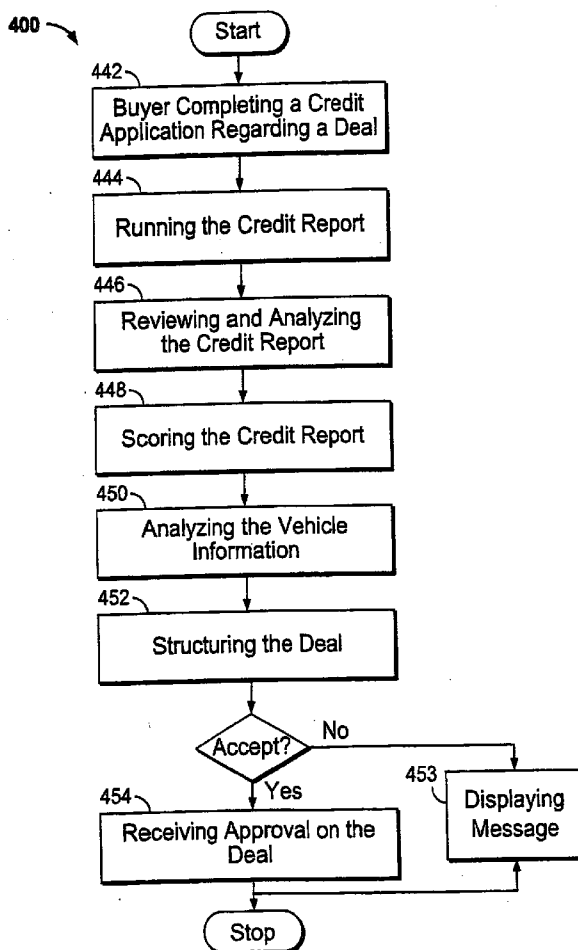 400
Start
442
Buyer Completing a Credit
Application Regarding a Deal
444
Running the Credit Report
446
Reviewing and Analyzing
the Credit Report
448
Scoring the Credit Report
450
Analyzing the Vehicle
Information
452
Structuring the Deal
Accept?
No
Yes
453
Displaying
Message
454
Receiving Approval on the
Deal
Stop